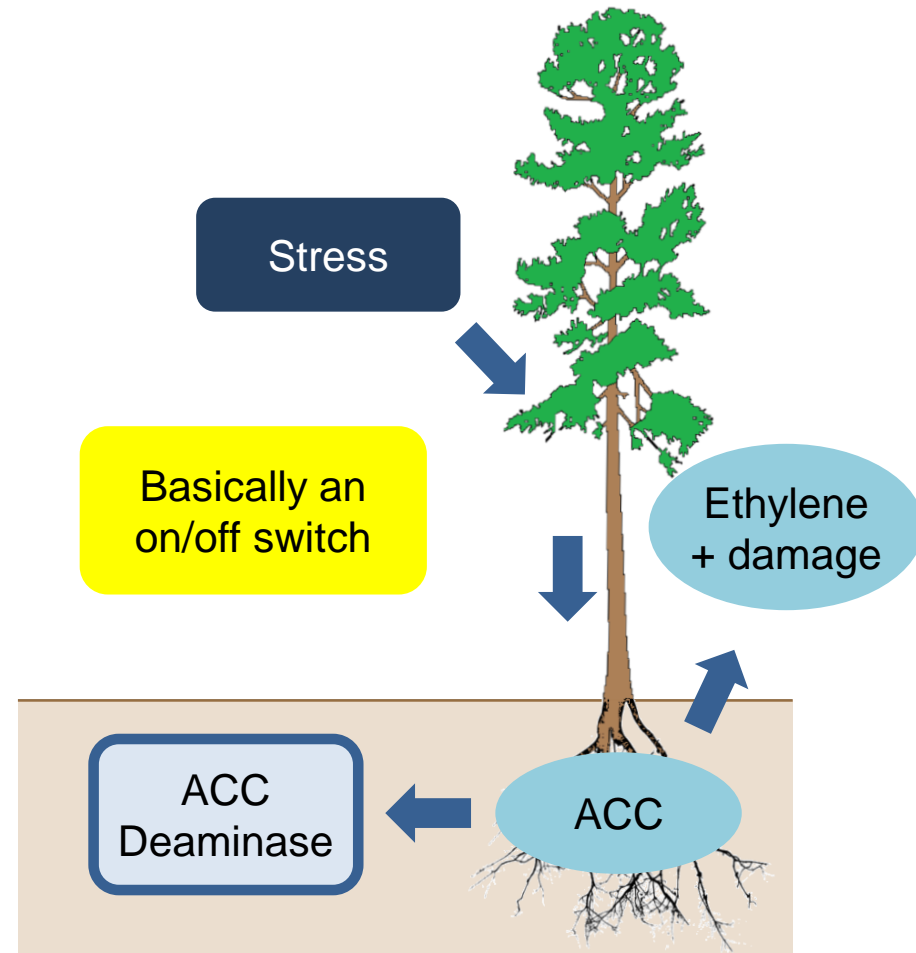 Stress
Basically an
on/off switch
Ethylene
+ damage
ACC
Deaminase
ACC